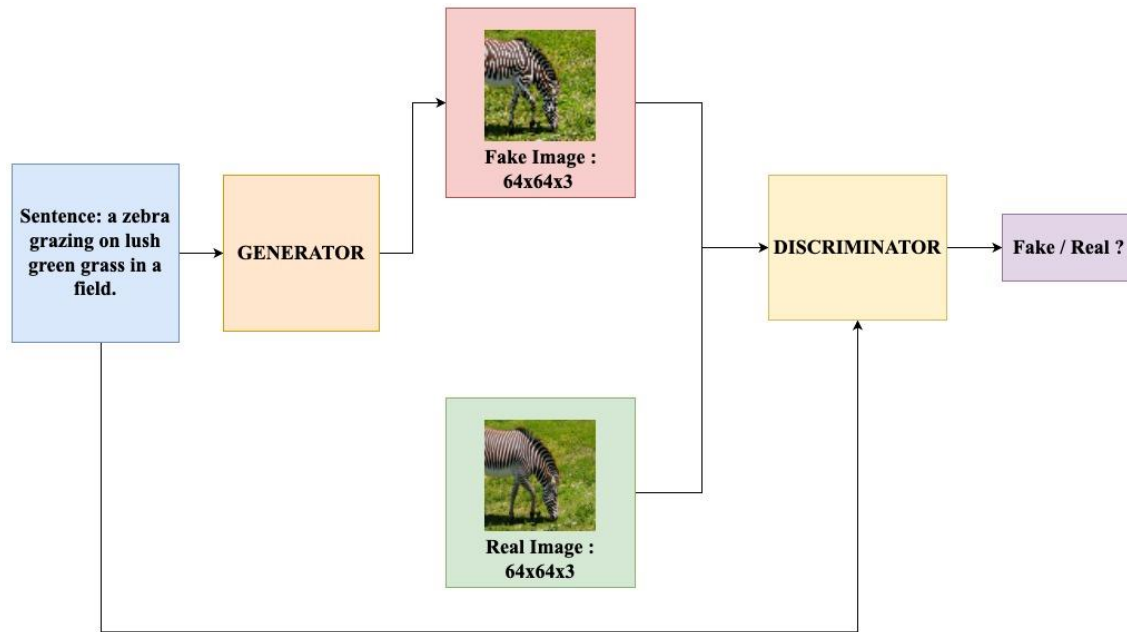 Fake Image :
64x64x3
Sentence: a zebra
grazing on lush
green grass in a
field.
GENERATOR
DISCRIMINATOR
Fake / Real ?
Real Image :
64x64x3